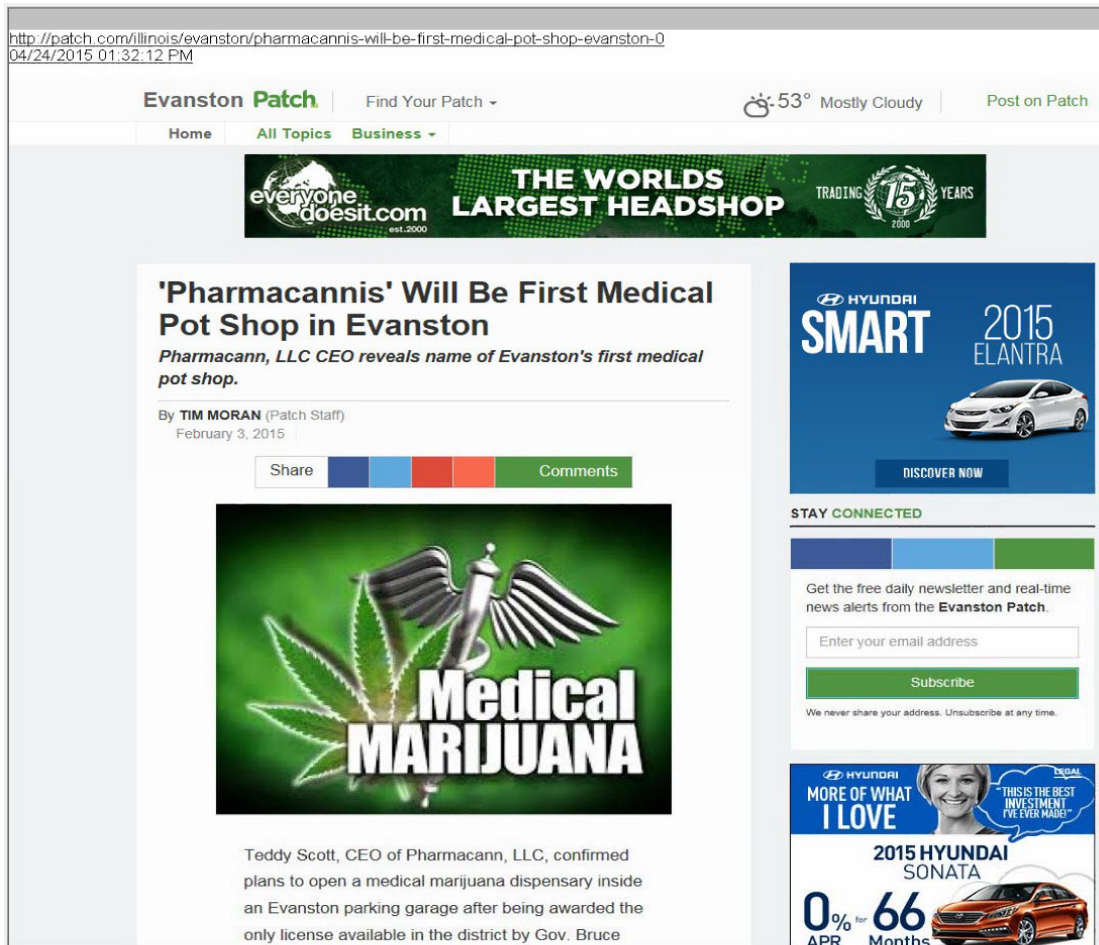 http://patch.com/illinois/evanston/pharmacannis-will-be-first-medical-pot-shop-evanston-0
04/24/2015 01:32:12 PM
Evanston Patch
Find Your Patch
53° Mostly Cloudy
Post on Patch
Home
All Topics
Business
everyone
doesit.com
est.2000
THE WORLDS
LARGEST HEADSHOP
TRADING 15 YEARS
2000
'Pharmacannis' Will Be First Medical
Pot Shop in Evanston
Pharmacann, LLC CEO reveals name of Evanston's first medical
pot shop.
By TIM MORAN (Patch Staff)
February 3, 2015
Share
Comments
Medical
MARIJUANA
Teddy Scott, CEO of Pharmacann, LLC, confirmed
plans to open a medical marijuana dispensary inside
an Evanston parking garage after being awarded the
only license available in the district by Gov. Bruce
HYUNDAI
SMART
2015
ELANTRA
DISCOVER NOW
STAY CONNECTED
Get the free daily newsletter and real-time
news alerts from the Evanston Patch.
Enter your email address
Subscribe
We never share your address. Unsubscribe at any time.
HYUNDAI
MORE OF WHAT
I LOVE
LEGAL
"THIS IS THE BEST
INVESTMENT
I'VE EVER MADE!"
2015 HYUNDAI
SONATA
0% for 66
APR Months